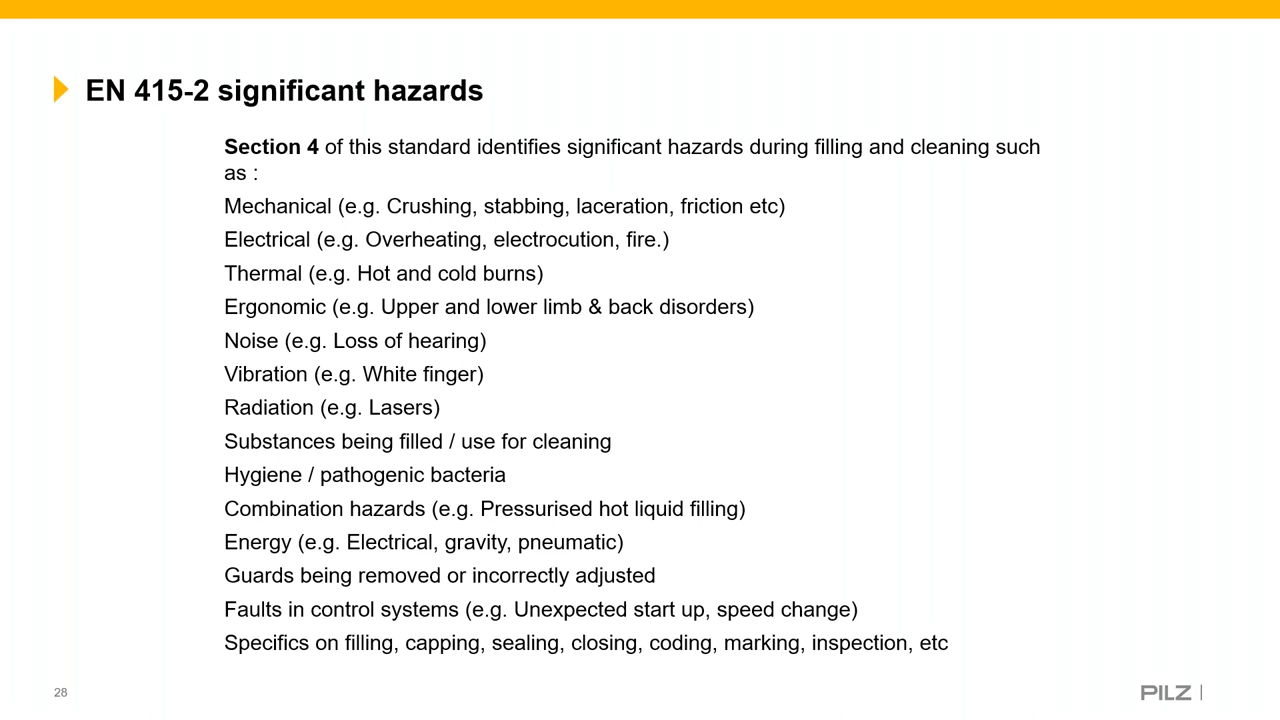 EN 415-2 significant hazards
Section 4 of this standard identifies significant hazards during filling and cleaning such
as :
Mechanical (e.g. Crushing, stabbing, laceration, friction etc)
Electrical (e.g. Overheating, electrocution, fire.)
Thermal (e.g. Hot and cold burns)
Ergonomic (e.g. Upper and lower limb & back disorders)
Noise (e.g. Loss of hearing)
Vibration (e.g. White finger)
Radiation (e.g. Lasers)
Substances being filled / use for cleaning
Hygiene / pathogenic bacteria
Combination hazards (e.g. Pressurised hot liquid filling)
Energy (e.g. Electrical, gravity, pneumatic)
Guards being removed or incorrectly adjusted
Faults in control systems (e.g. Unexpected start up, speed change)
Specifics on filling, capping, sealing, closing, coding, marking, inspection, etc
28
PILZ |